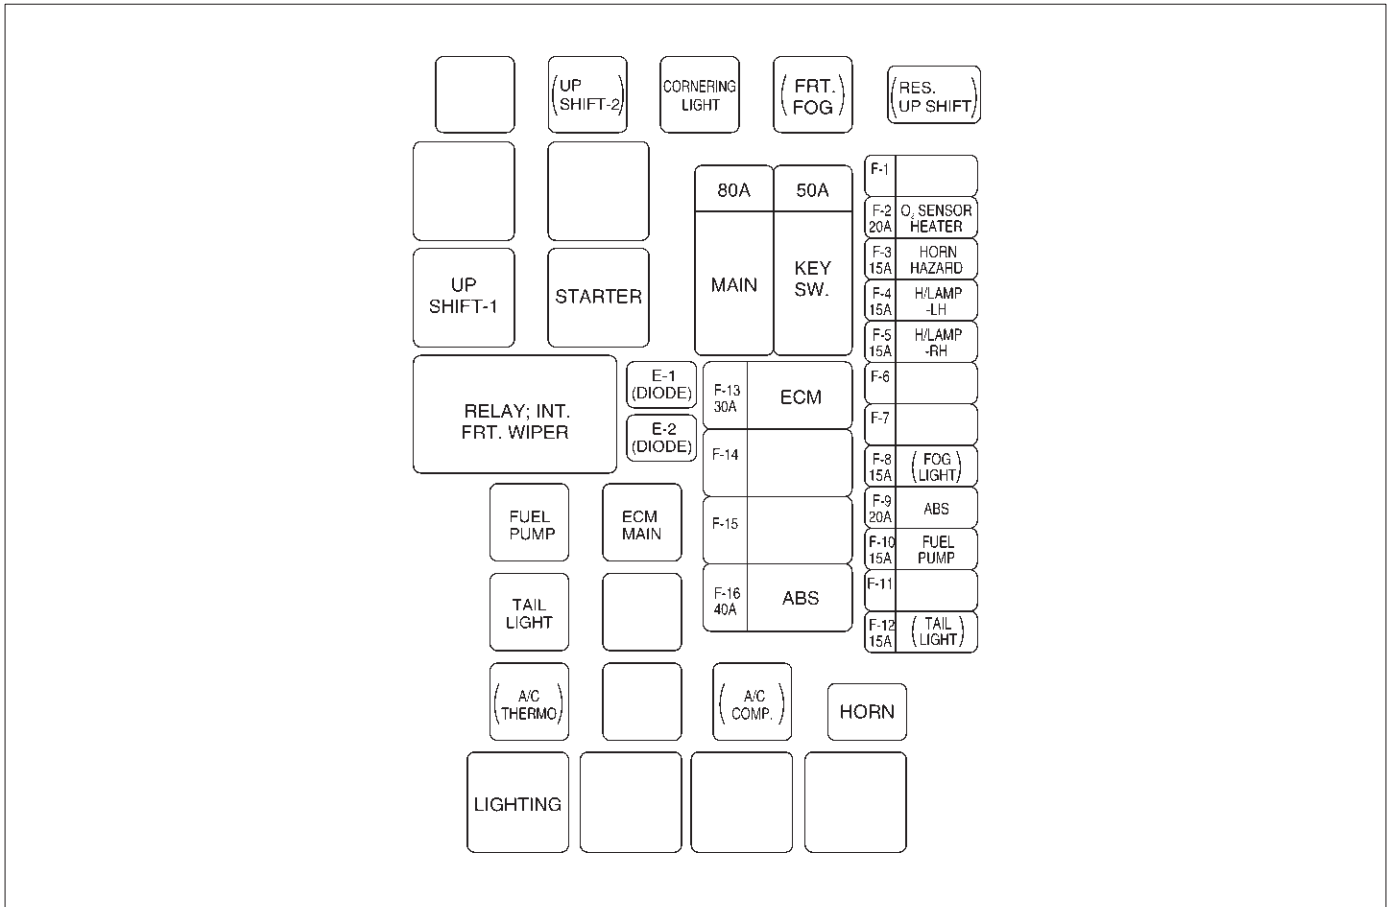 (UP
SHIFT-2)
CORNERING
LIGHT
(FRT.
FOG)
(RES.
UP SHIFT)
UP
SHIFT-1
STARTER
80A
50A
MAIN
KEY
SW.
F-1
F-2
20A
O₂ SENSOR
HEATER
F-3
15A
HORN
HAZARD
F-4
15A
H/LAMP
-LH
F-5
15A
H/LAMP
-RH
F-6
F-7
F-8
15A
(FOG
LIGHT)
F-9
20A
ABS
F-10
15A
FUEL
PUMP
F-11
F-12
15A
(TAIL
LIGHT)
RELAY; INT.
FRT. WIPER
E-1
(DIODE)
E-2
(DIODE)
F-13
30A
ECM
F-14
F-15
F-16
40A
ABS
FUEL
PUMP
ECM
MAIN
TAIL
LIGHT
(A/C
THERMO)
(A/C
COMP.)
HORN
LIGHTING